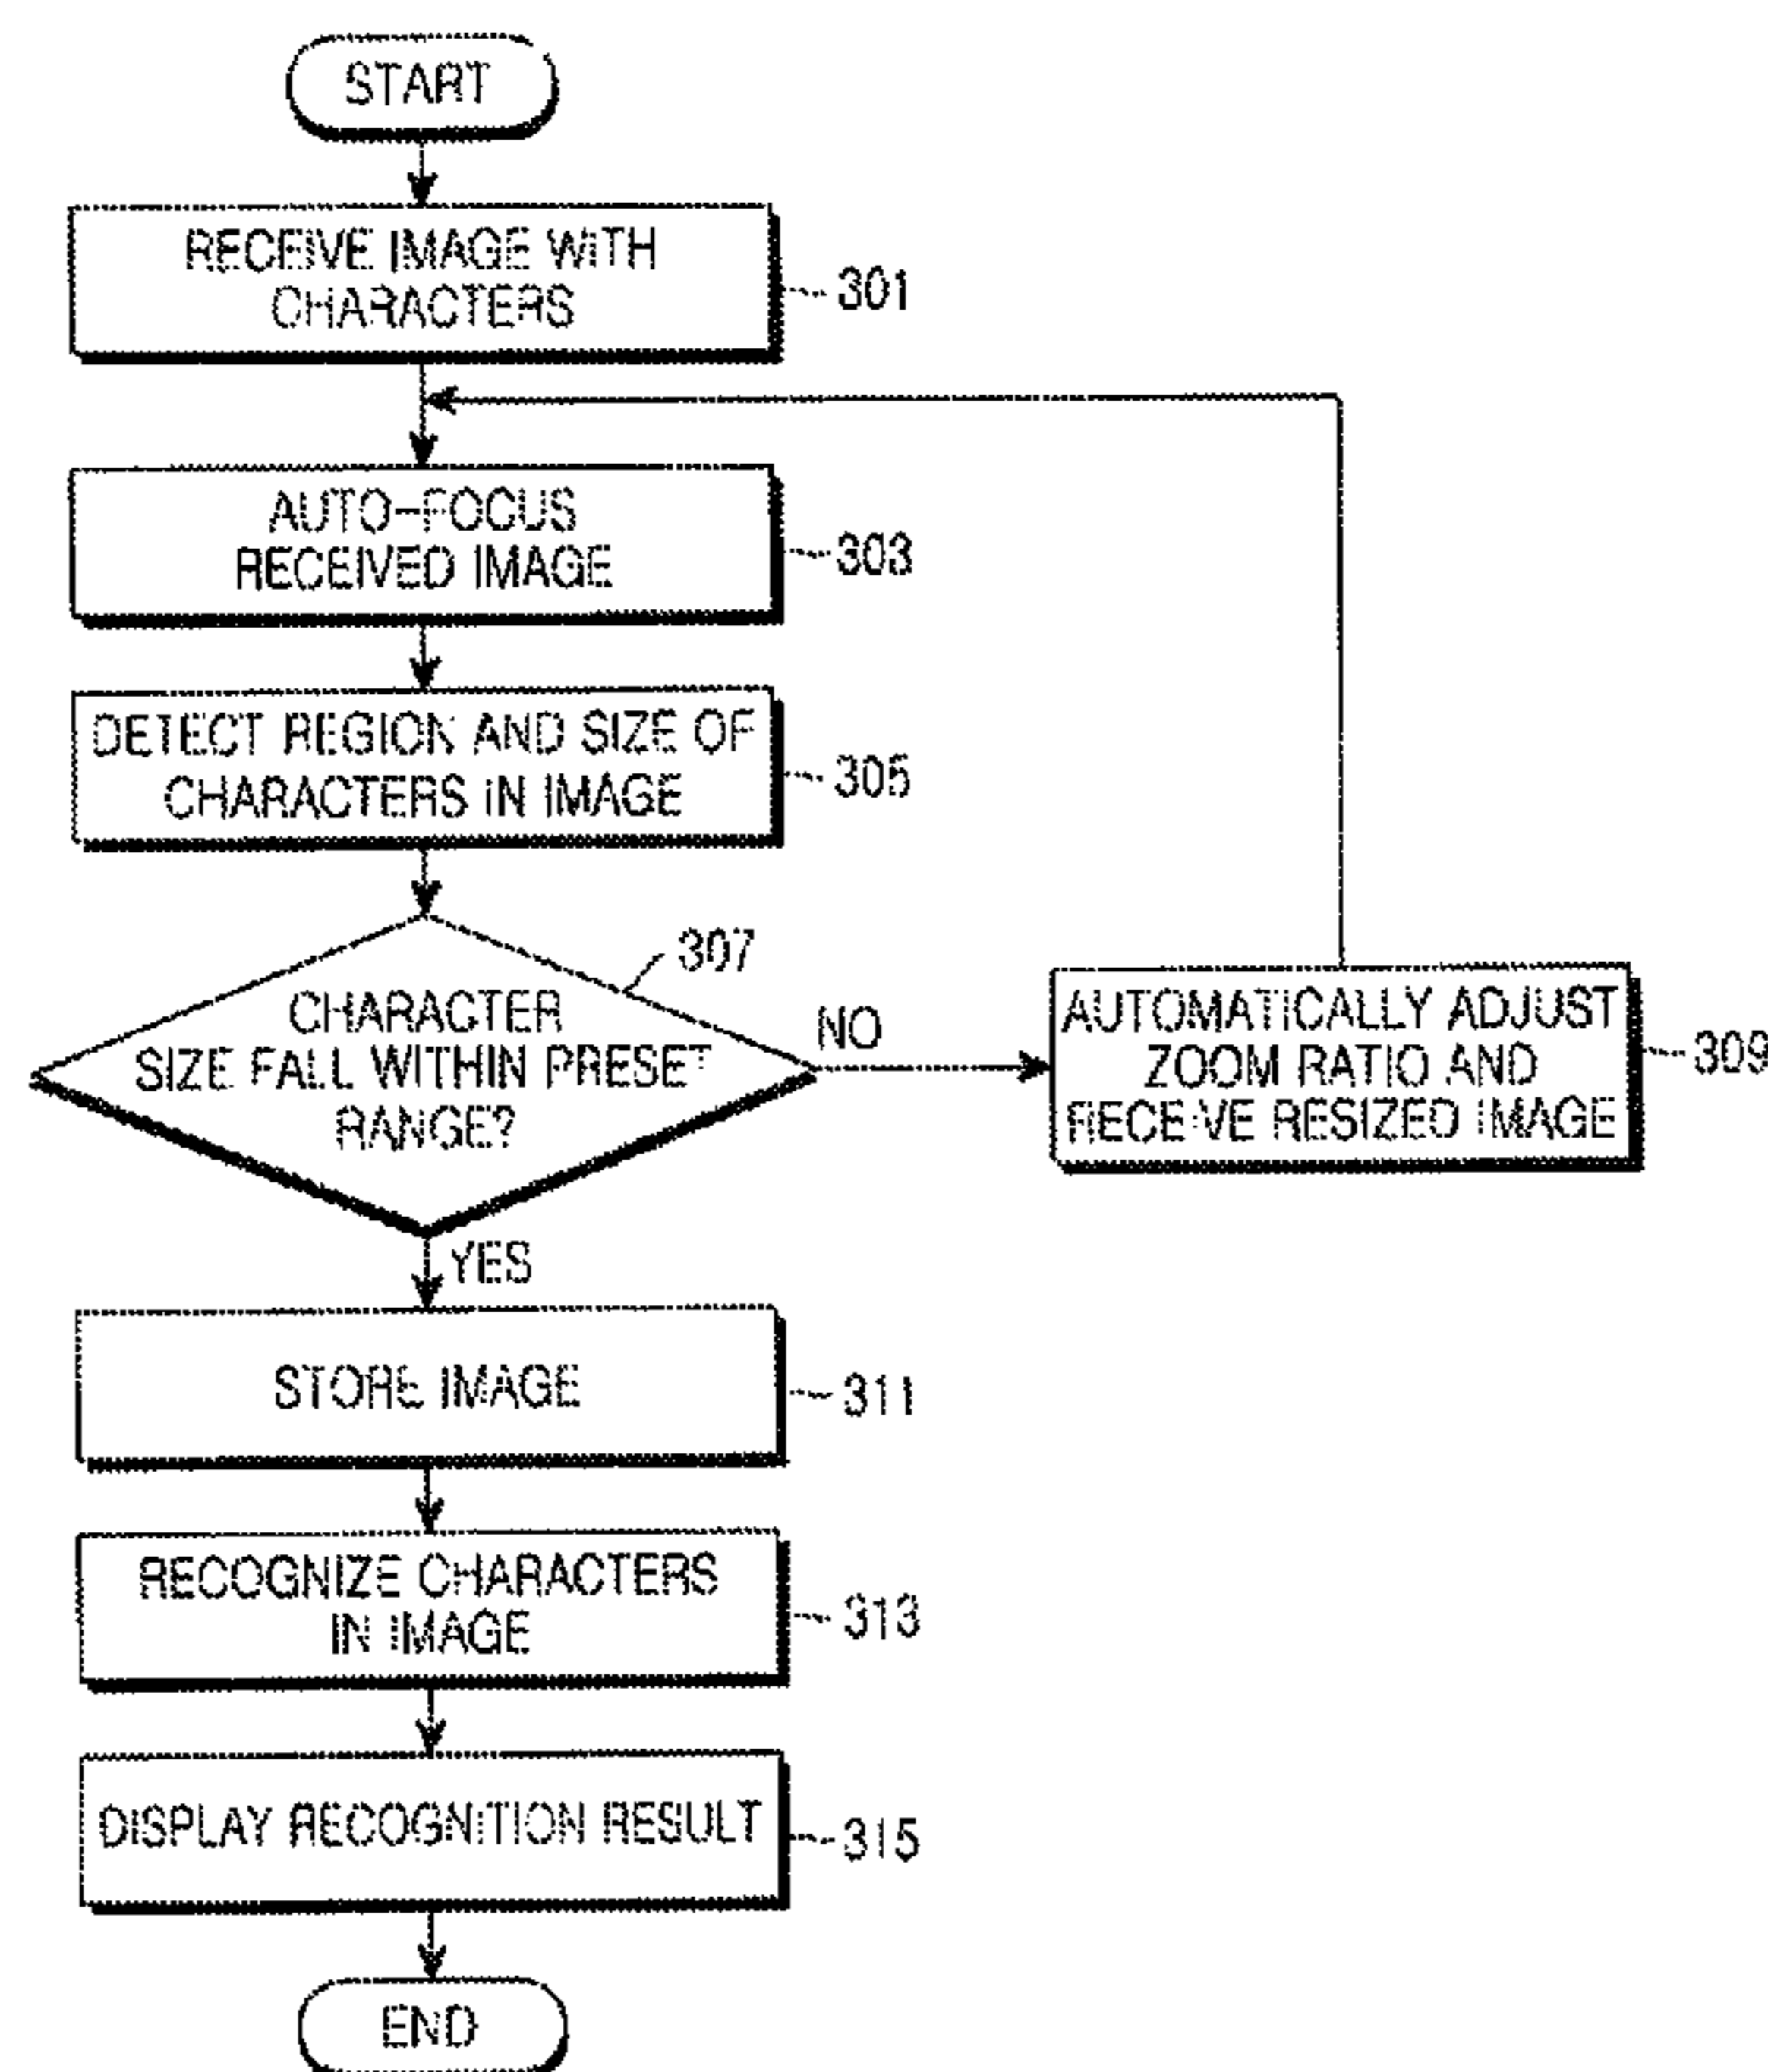 START
RECEIVE IMAGE WITH
CHARACTERS
301
AUTO-FOCUS
RECEIVED IMAGE
303
DETECT REGION AND SIZE OF
CHARACTERS IN IMAGE
305
307
CHARACTER
SIZE FALL WITHIN PRESET
RANGE?
NO
AUTOMATICALLY ADJUST
ZOOM RATIO AND
RECEIVE RESIZED IMAGE
309
YES
STORE IMAGE
311
RECOGNIZE CHARACTERS
IN IMAGE
313
DISPLAY RECOGNITION RESULT
315
END